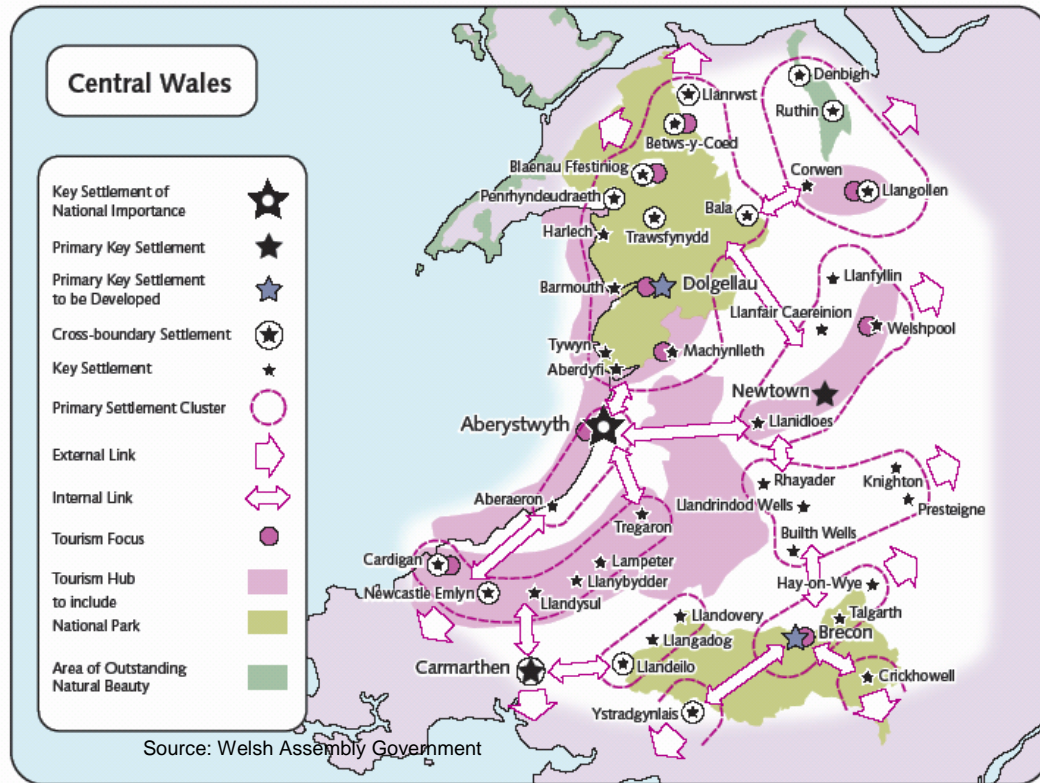 Central Wales
Key Settlement of
National Importance
Primary Key Settlement
Primary Key Settlement
to be Developed
Cross-boundary Settlement
Key Settlement
Primary Settlement Cluster
External Link
Internal Link
Tourism Focus
Tourism Hub
to include
National Park
Area of Outstanding
Natural Beauty
Source: Welsh Assembly Government
Denbigh
Llanrwst
Ruthin
Betws-y-Coed
Blaenau Ffestiniog
Corwen
Penrhyndeudraeth
Llangollen
Bala
Trawsfynydd
Harlech
Llanfyllin
Barmouth
Dolgellau
Llanfair Caereinion
Welshpool
Tywyn
Machynlleth
Aberdyfi
Newtown
Aberystwyth
Llanidloes
Rhayader
Knighton
Aberaeron
Llandrindod Wells
Presteigne
Tregaron
Builth Wells
Cardigan
Lampeter
Hay-on-Wye
Llanybydder
Newcastle Emlyn
Llandysul
Llandovery
Talgarth
Brecon
Llangadog
Carmarthen
Llandeilo
Crickhowell
Ystradgynlais